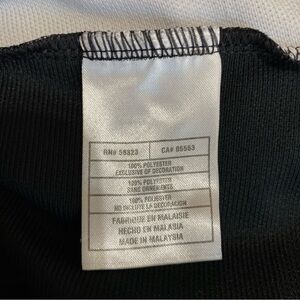 RN# 56323 CA# 05553
100% POLYESTER
EXCLUSIVE OF DECORATION
100% POLYESTER
SANS ORNEMENTS
100% POLIESTER
NO INCLUYE LA DECORACION
FABRIQUE EN MALAISIE
HECHO EN MALASIA
MADE IN MALAYSIA